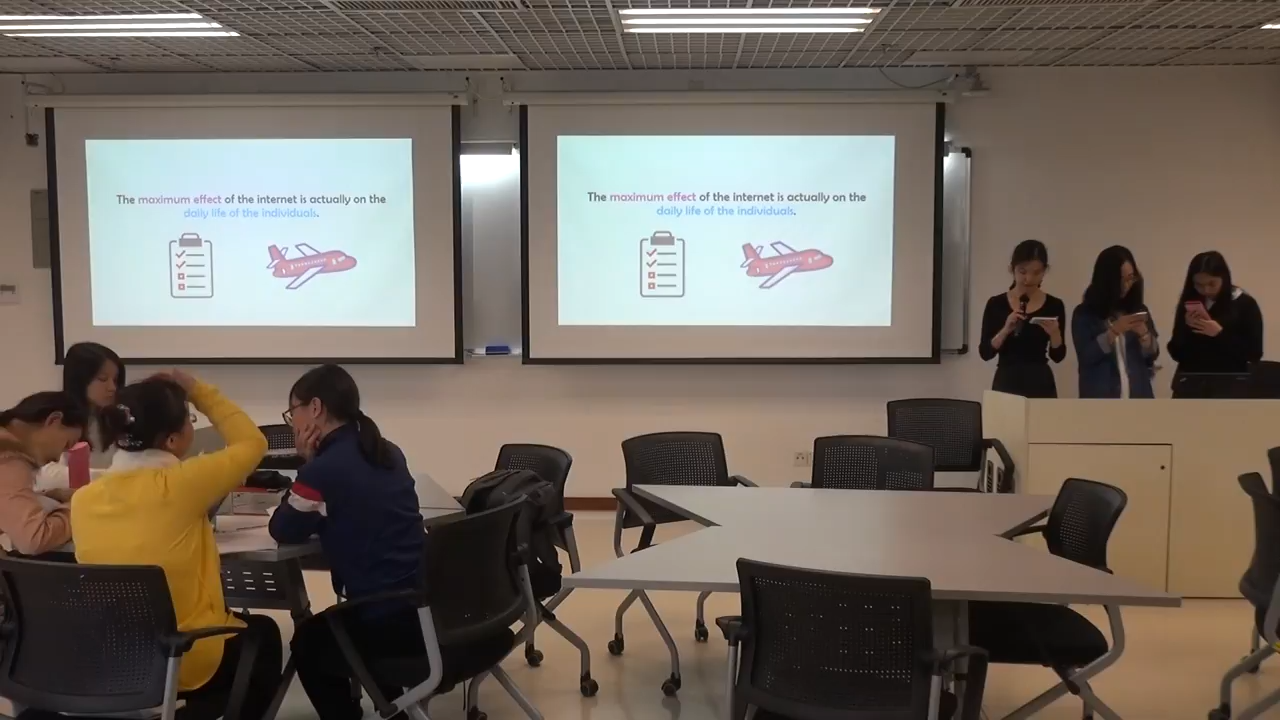 The maximum effect of the internet is actually on the
daily life of the individuals.
The maximum effect of the internet is actually on the
daily life of the individuals.